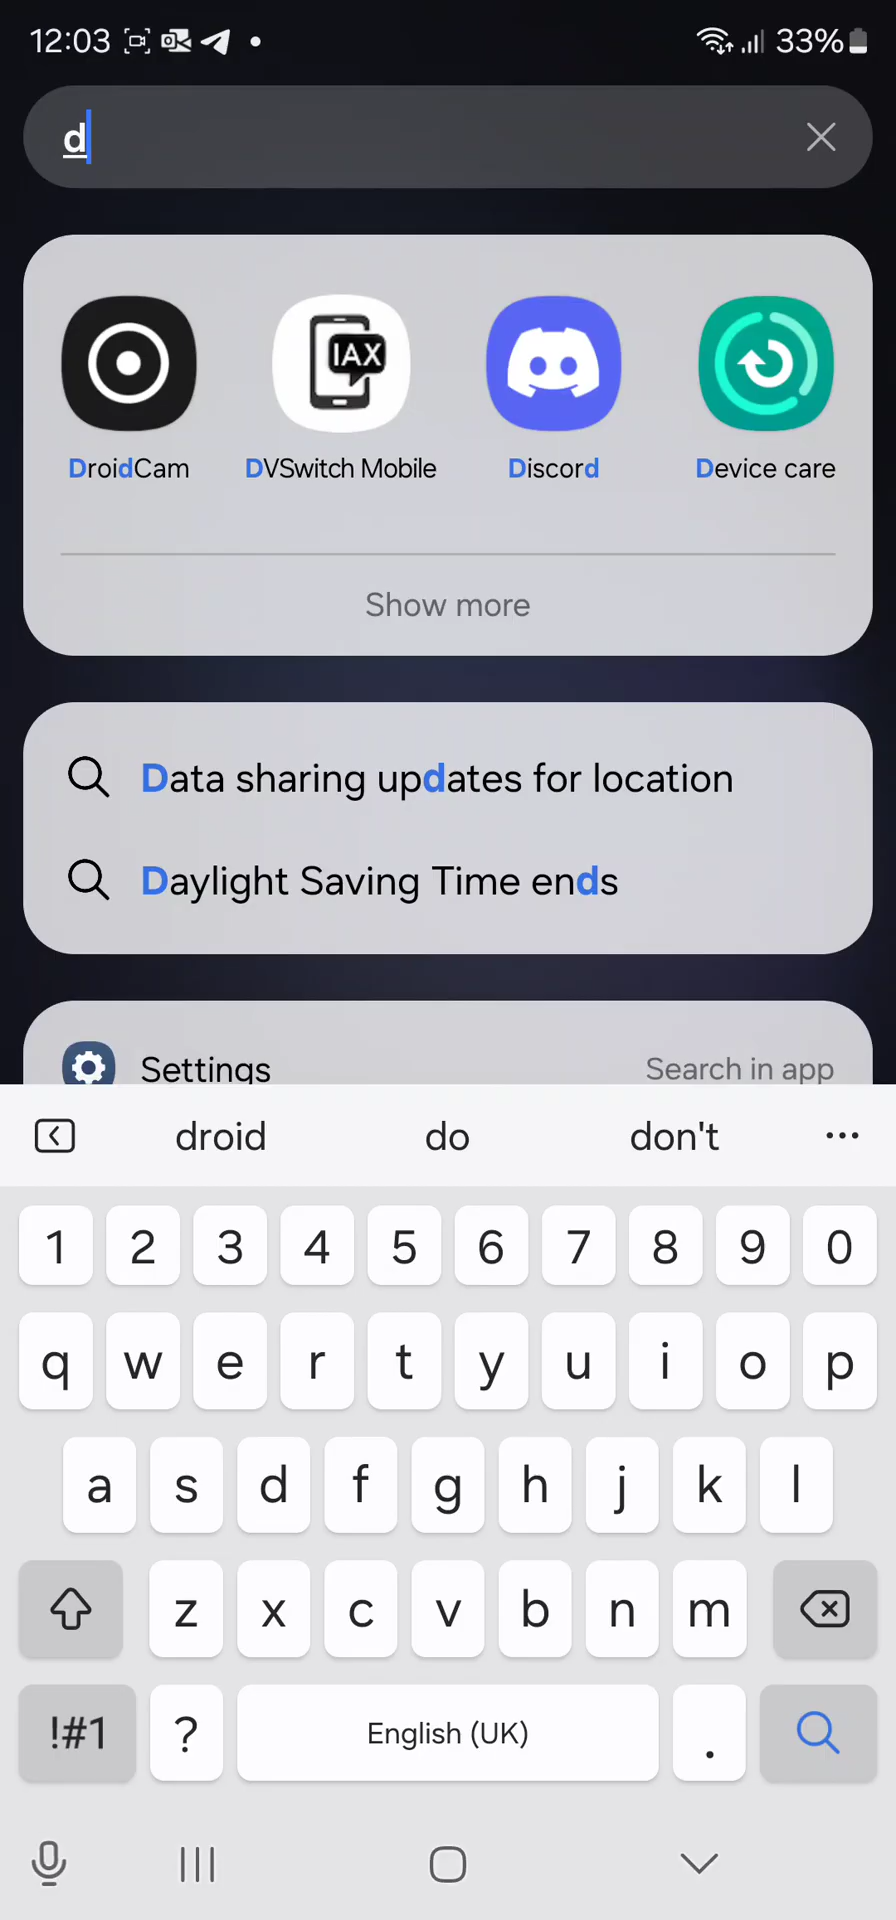 12:03
33%
d
IAX
DroidCam
DVSwitch Mobile
Discord
Device care
Show more
Data sharing updates for location
Daylight Saving Time ends
Settings
Search in app
droid
do
don't
1 2 3 4 5 6 7 8 9 0
q w e r t y u i o p
a s d f g h j k l
z x c v b n m
!#1 ? English (UK) .